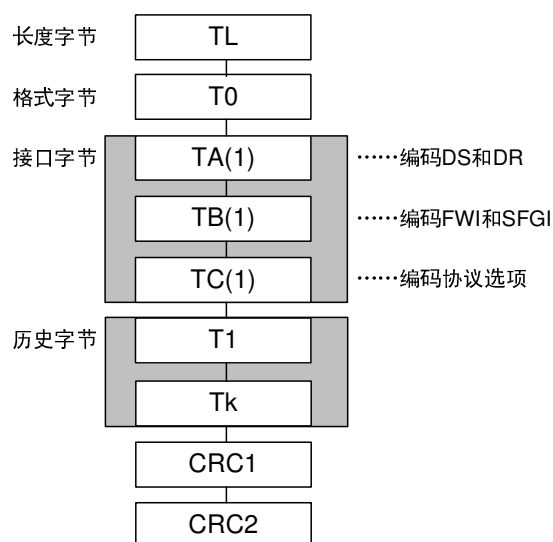 长度字节 TL
格式字节 T0
接口字节 TA(1) ……编码DS和DR
TB(1) ……编码FWI和SFGI
TC(1) ……编码协议选项
历史字节 T1
Tk
CRC1
CRC2